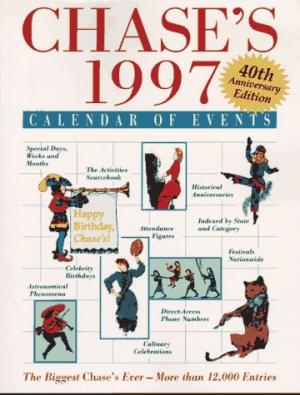 CHASE'S
1997
40th
Anniversary
Edition
CALENDAR OF EVENTS
Special Days,
Weeks and
Months
The Activities
Sourcebook
Historical
Anniversaries
Happy
Birthday,
Chase's!
Attendance
Figures
Indexed by State
and Category
Festivals
Nationwide
Celebrity
Birthdays
Astronomical
Phenomena
Direct-Access
Phone Numbers
Culinary
Celebrations
The Biggest Chase's Ever — More than 12,000 Entries